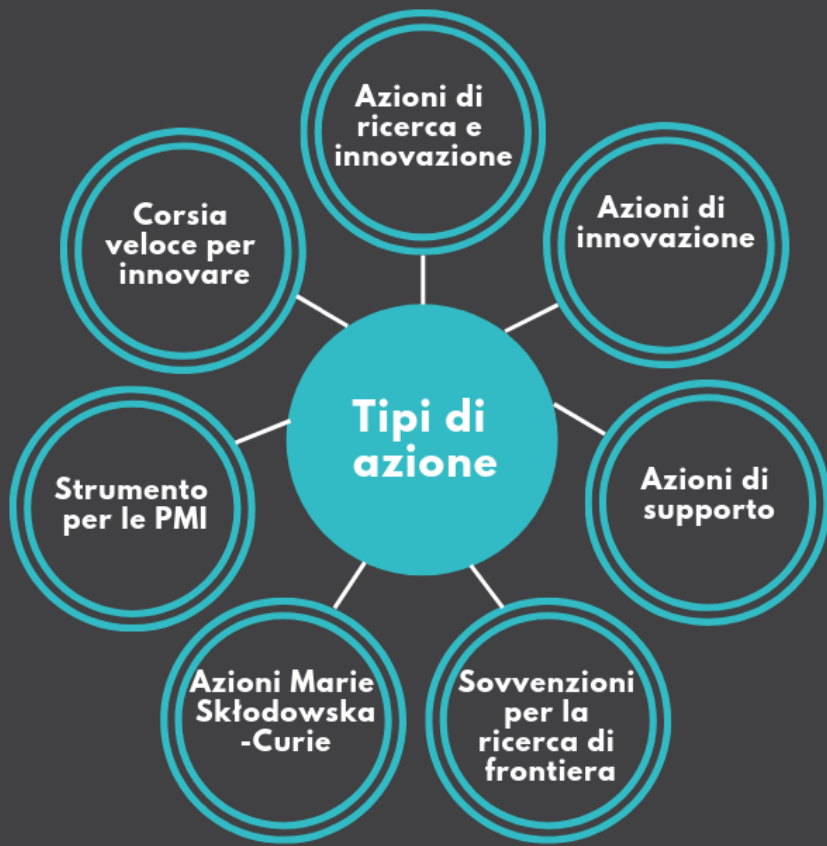 Azioni di
ricerca e
innovazione
Azioni di
innovazione
Azioni di
supporto
Sovvenzioni
per la
ricerca di
frontiera
Azioni Marie
Skłodowska
-Curie
Strumento
per le PMI
Corsia
veloce per
innovare
Tipi di
azione